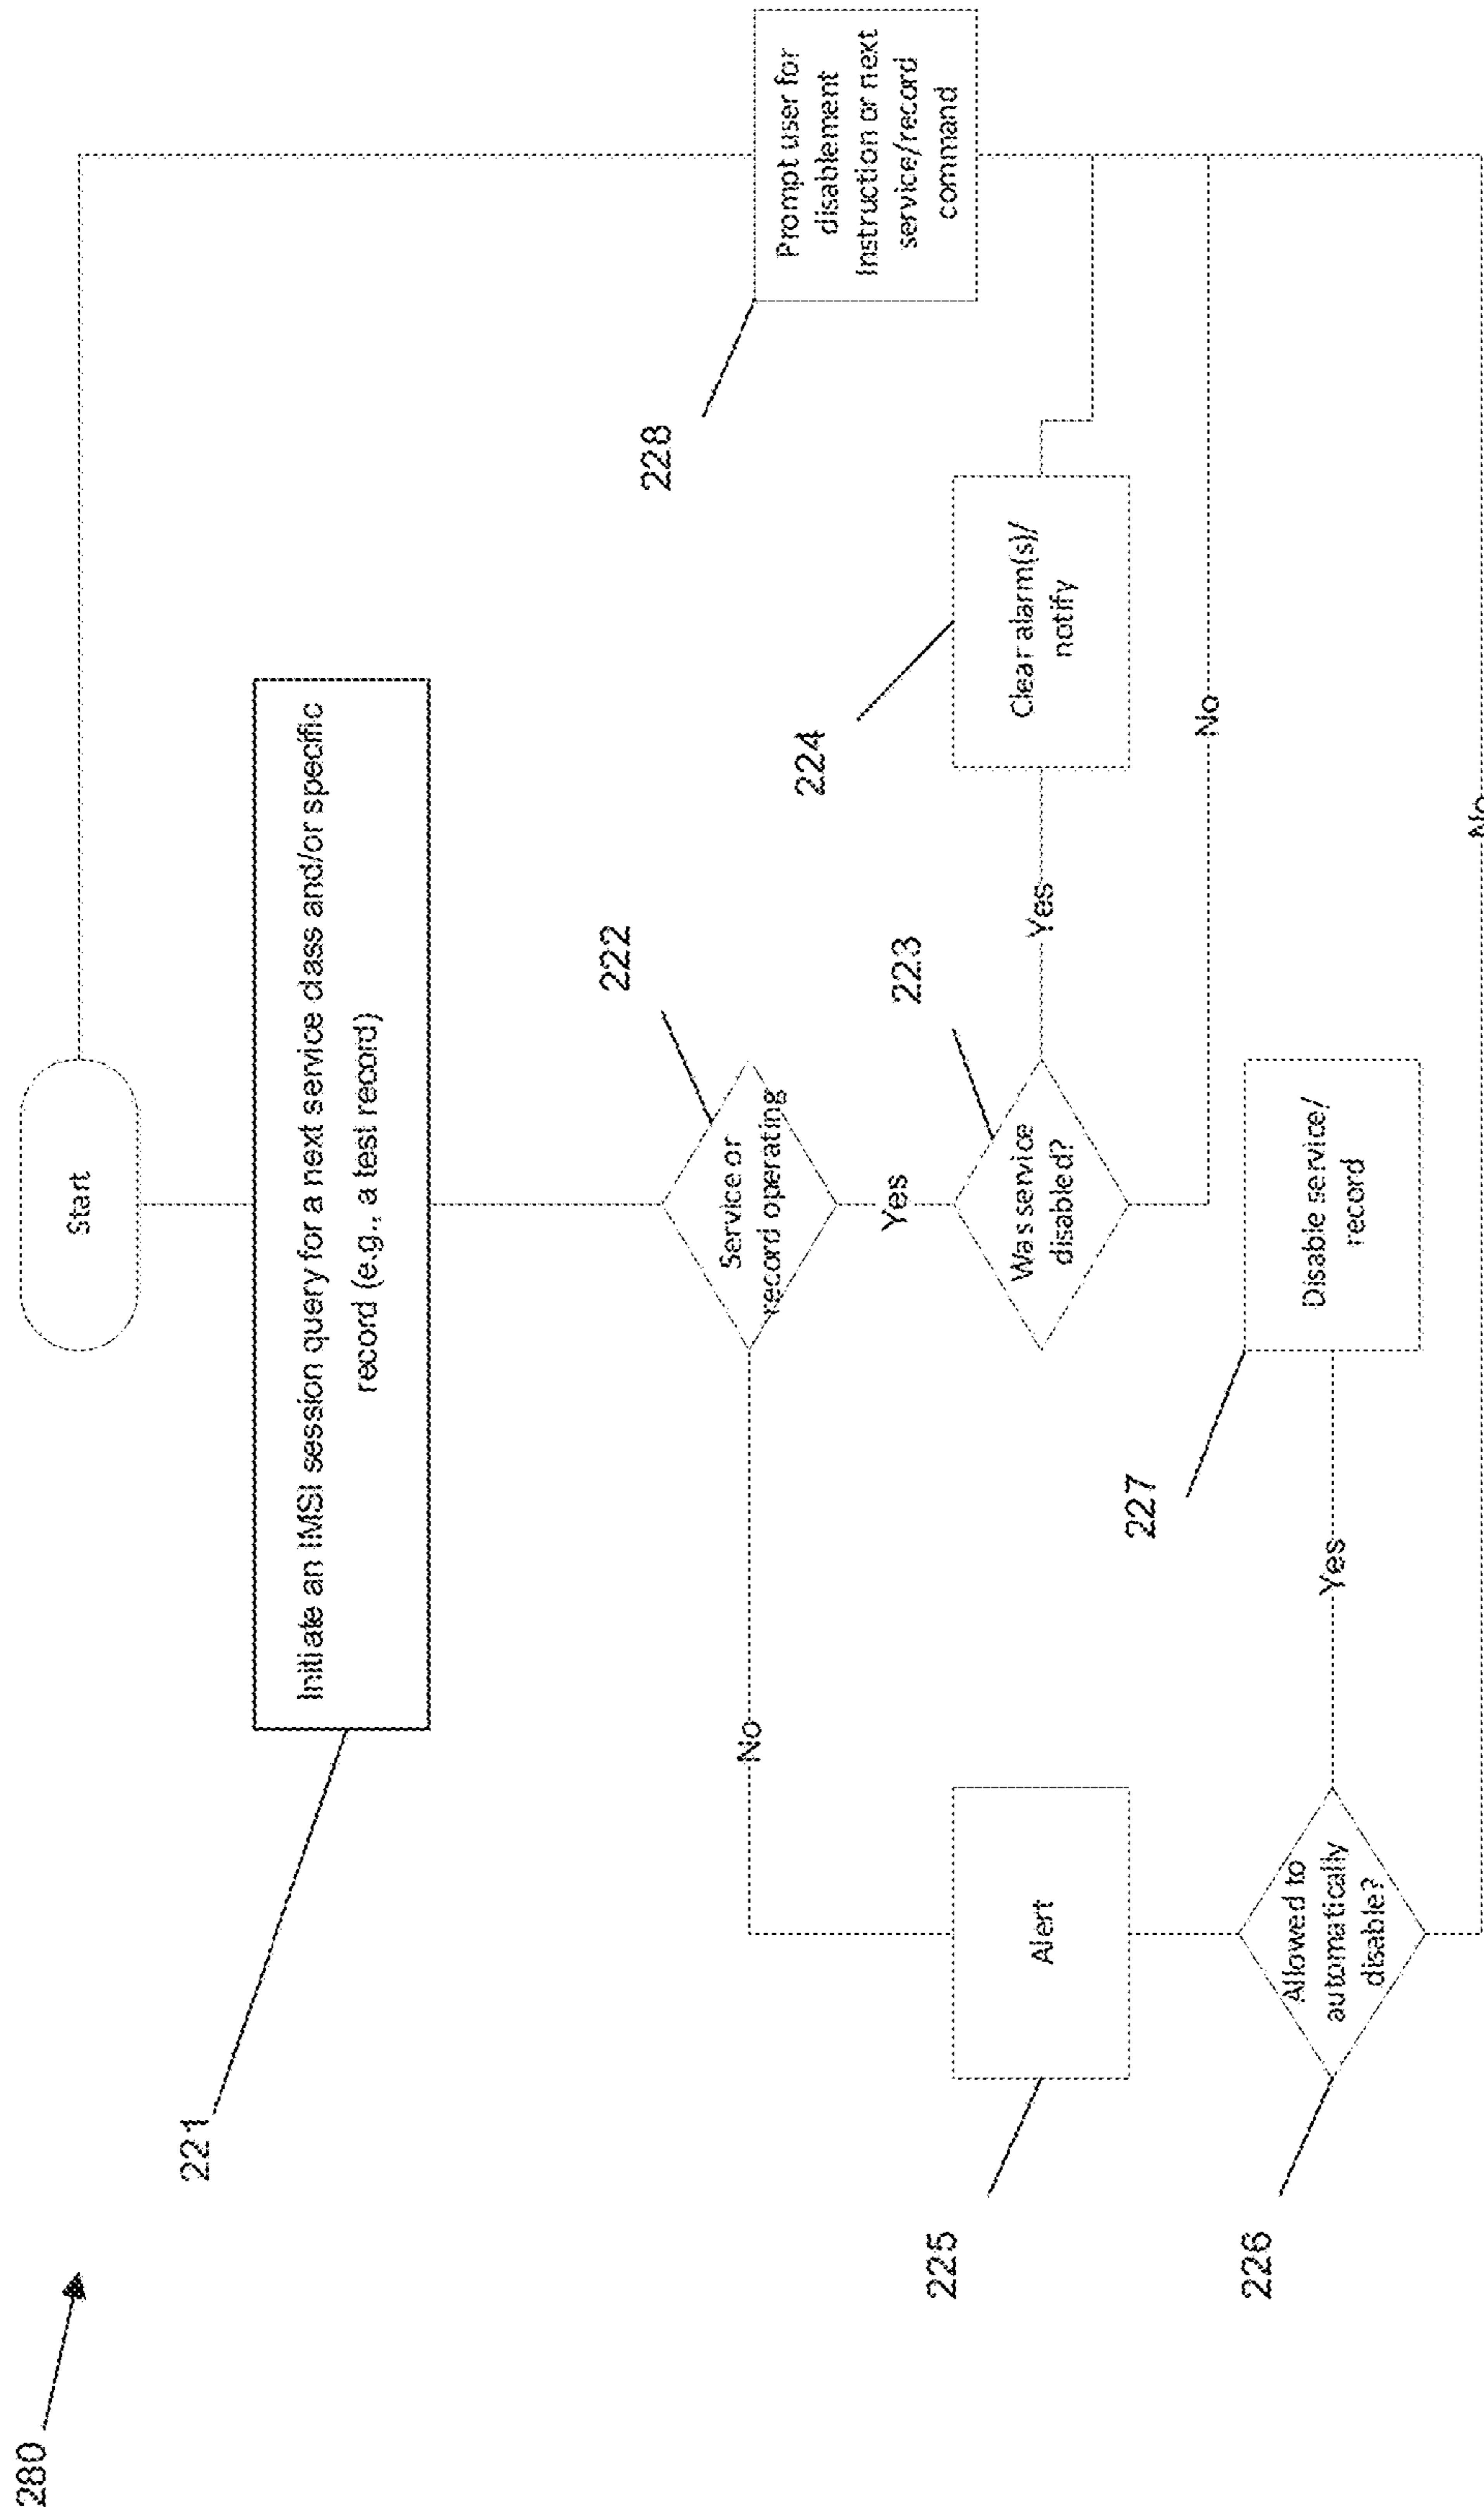 280
Start
221
Initiate an IMSI session query for a next service class and/or specific
record (e.g., a test record)
222
Service or
record operating
No
Yes
228
Prompt user for
disablement
Instruction or next
service/record
command
225
Alert
223
Was service
disabled?
Yes
224
Clear alarm(s)/
notify
No
226
Allowed to
automatically
disable?
Yes
227
Disable service/
record
No